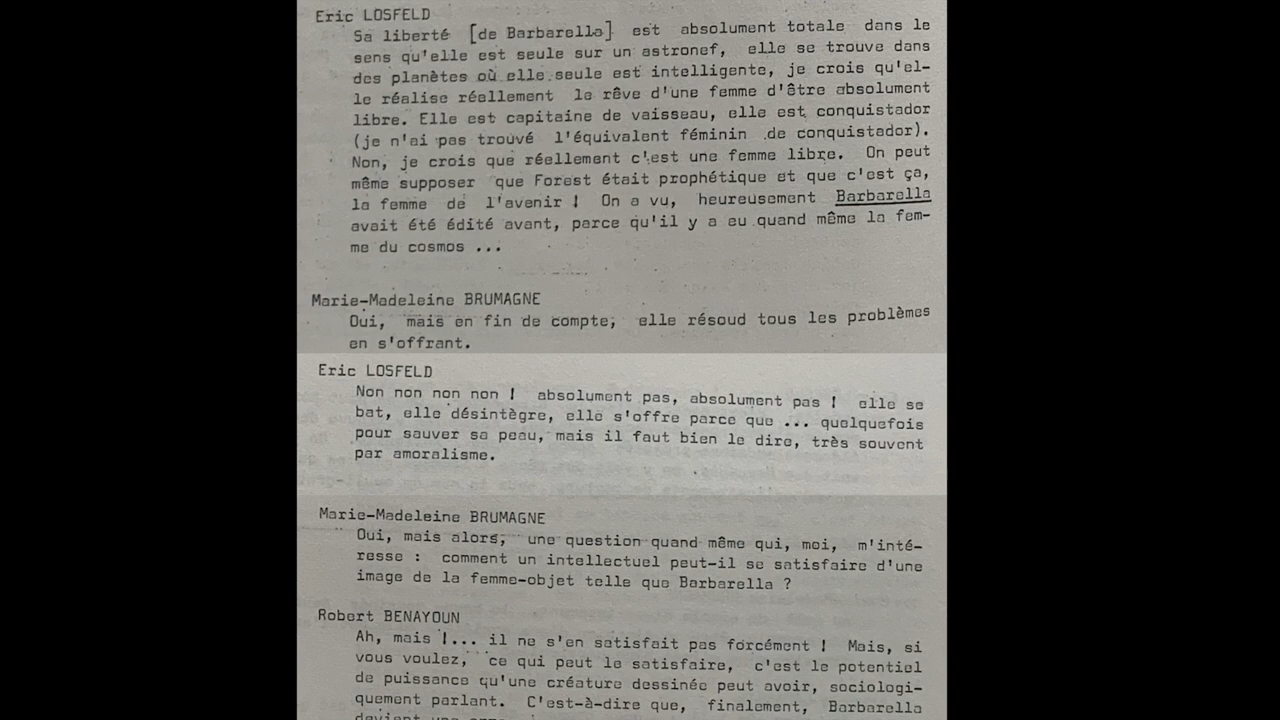 Eric LOSFELD
Sa liberté [de Barbarella] est absolument totale dans le
sens qu'elle est seule sur un astronef, elle se trouve dans
des planètes où elle seule est intelligente, je crois qu'el-
le réalise réellement le rêve d'une femme d'être absolument
libre. Elle est capitaine de vaisseau, elle est conquistador
(je n'ai pas trouvé l'équivalent féminin de conquistador).
Non, je crois que réellement c'est une femme libre. On peut
même supposer que Forest était prophétique et que c'est ça,
la femme de l'avenir ! On a vu, heureusement Barbarella
avait été édité avant, parce qu'il y a eu quand même la fem-
me du cosmos ...
Marie-Madeleine BRUMAGNE
Oui, mais en fin de compte, elle résoud tous les problèmes
en s'offrant.
Eric LOSFELD
Non non non non ! absolument pas, absolument pas ! elle se
bat, elle désintègre, elle s'offre parce que ... quelquefois
pour sauver sa peau, mais il faut bien le dire, très souvent
par amoralisme.
Marie-Madeleine BRUMAGNE
Oui, mais alors, une question quand même qui, moi, m'inté-
resse : comment un intellectuel peut-il se satisfaire d'une
image de la femme-objet telle que Barbarella ?
Robert BENAYOUN
Ah, mais !... il ne s'en satisfait pas forcément ! Mais, si
vous voulez, ce qui peut le satisfaire, c'est le potentiel
de puissance qu'une créature dessinée peut avoir, sociologi-
quement parlant. C'est-à-dire que, finalement, Barbarella
devient une